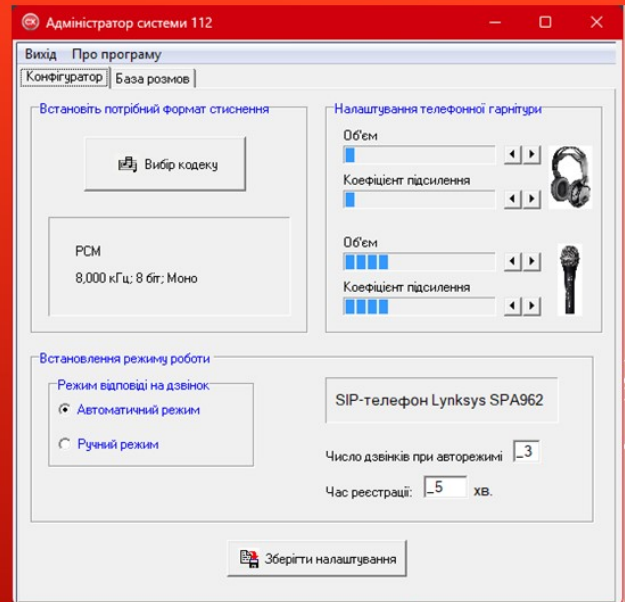 Адміністратор системи 112
Вихід Про програму
Конфігуратор База розмов
Встановіть потрібний формат стиснення
Вибір кодеку
PCM
8,000 кГц; 8 біт; Моно
Налаштування телефонної гарнітури
Об'єм
Коефіцієнт підсилення
Об'єм
Коефіцієнт підсилення
Встановлення режиму роботи
Режим відповіді на дзвінок
Автоматичний режим
Ручний режим
SIP-телефон Lynksys SPA962
Число дзвінків при авторежимі _3
Час реєстрації: _5 хв.
Зберігти налаштування